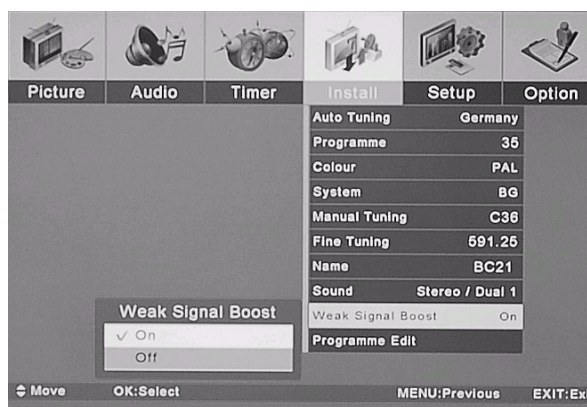 Picture Audio Timer Install Setup Option
Auto Tuning Germany
Programme 35
Colour PAL
System BG
Manual Tuning C36
Fine Tuning 591.25
Name BC21
Sound Stereo / Dual 1
Weak Signal Boost On
Programme Edit
Weak Signal Boost
✓ On
Off
Move OK:Select MENU:Previous EXIT:Exi